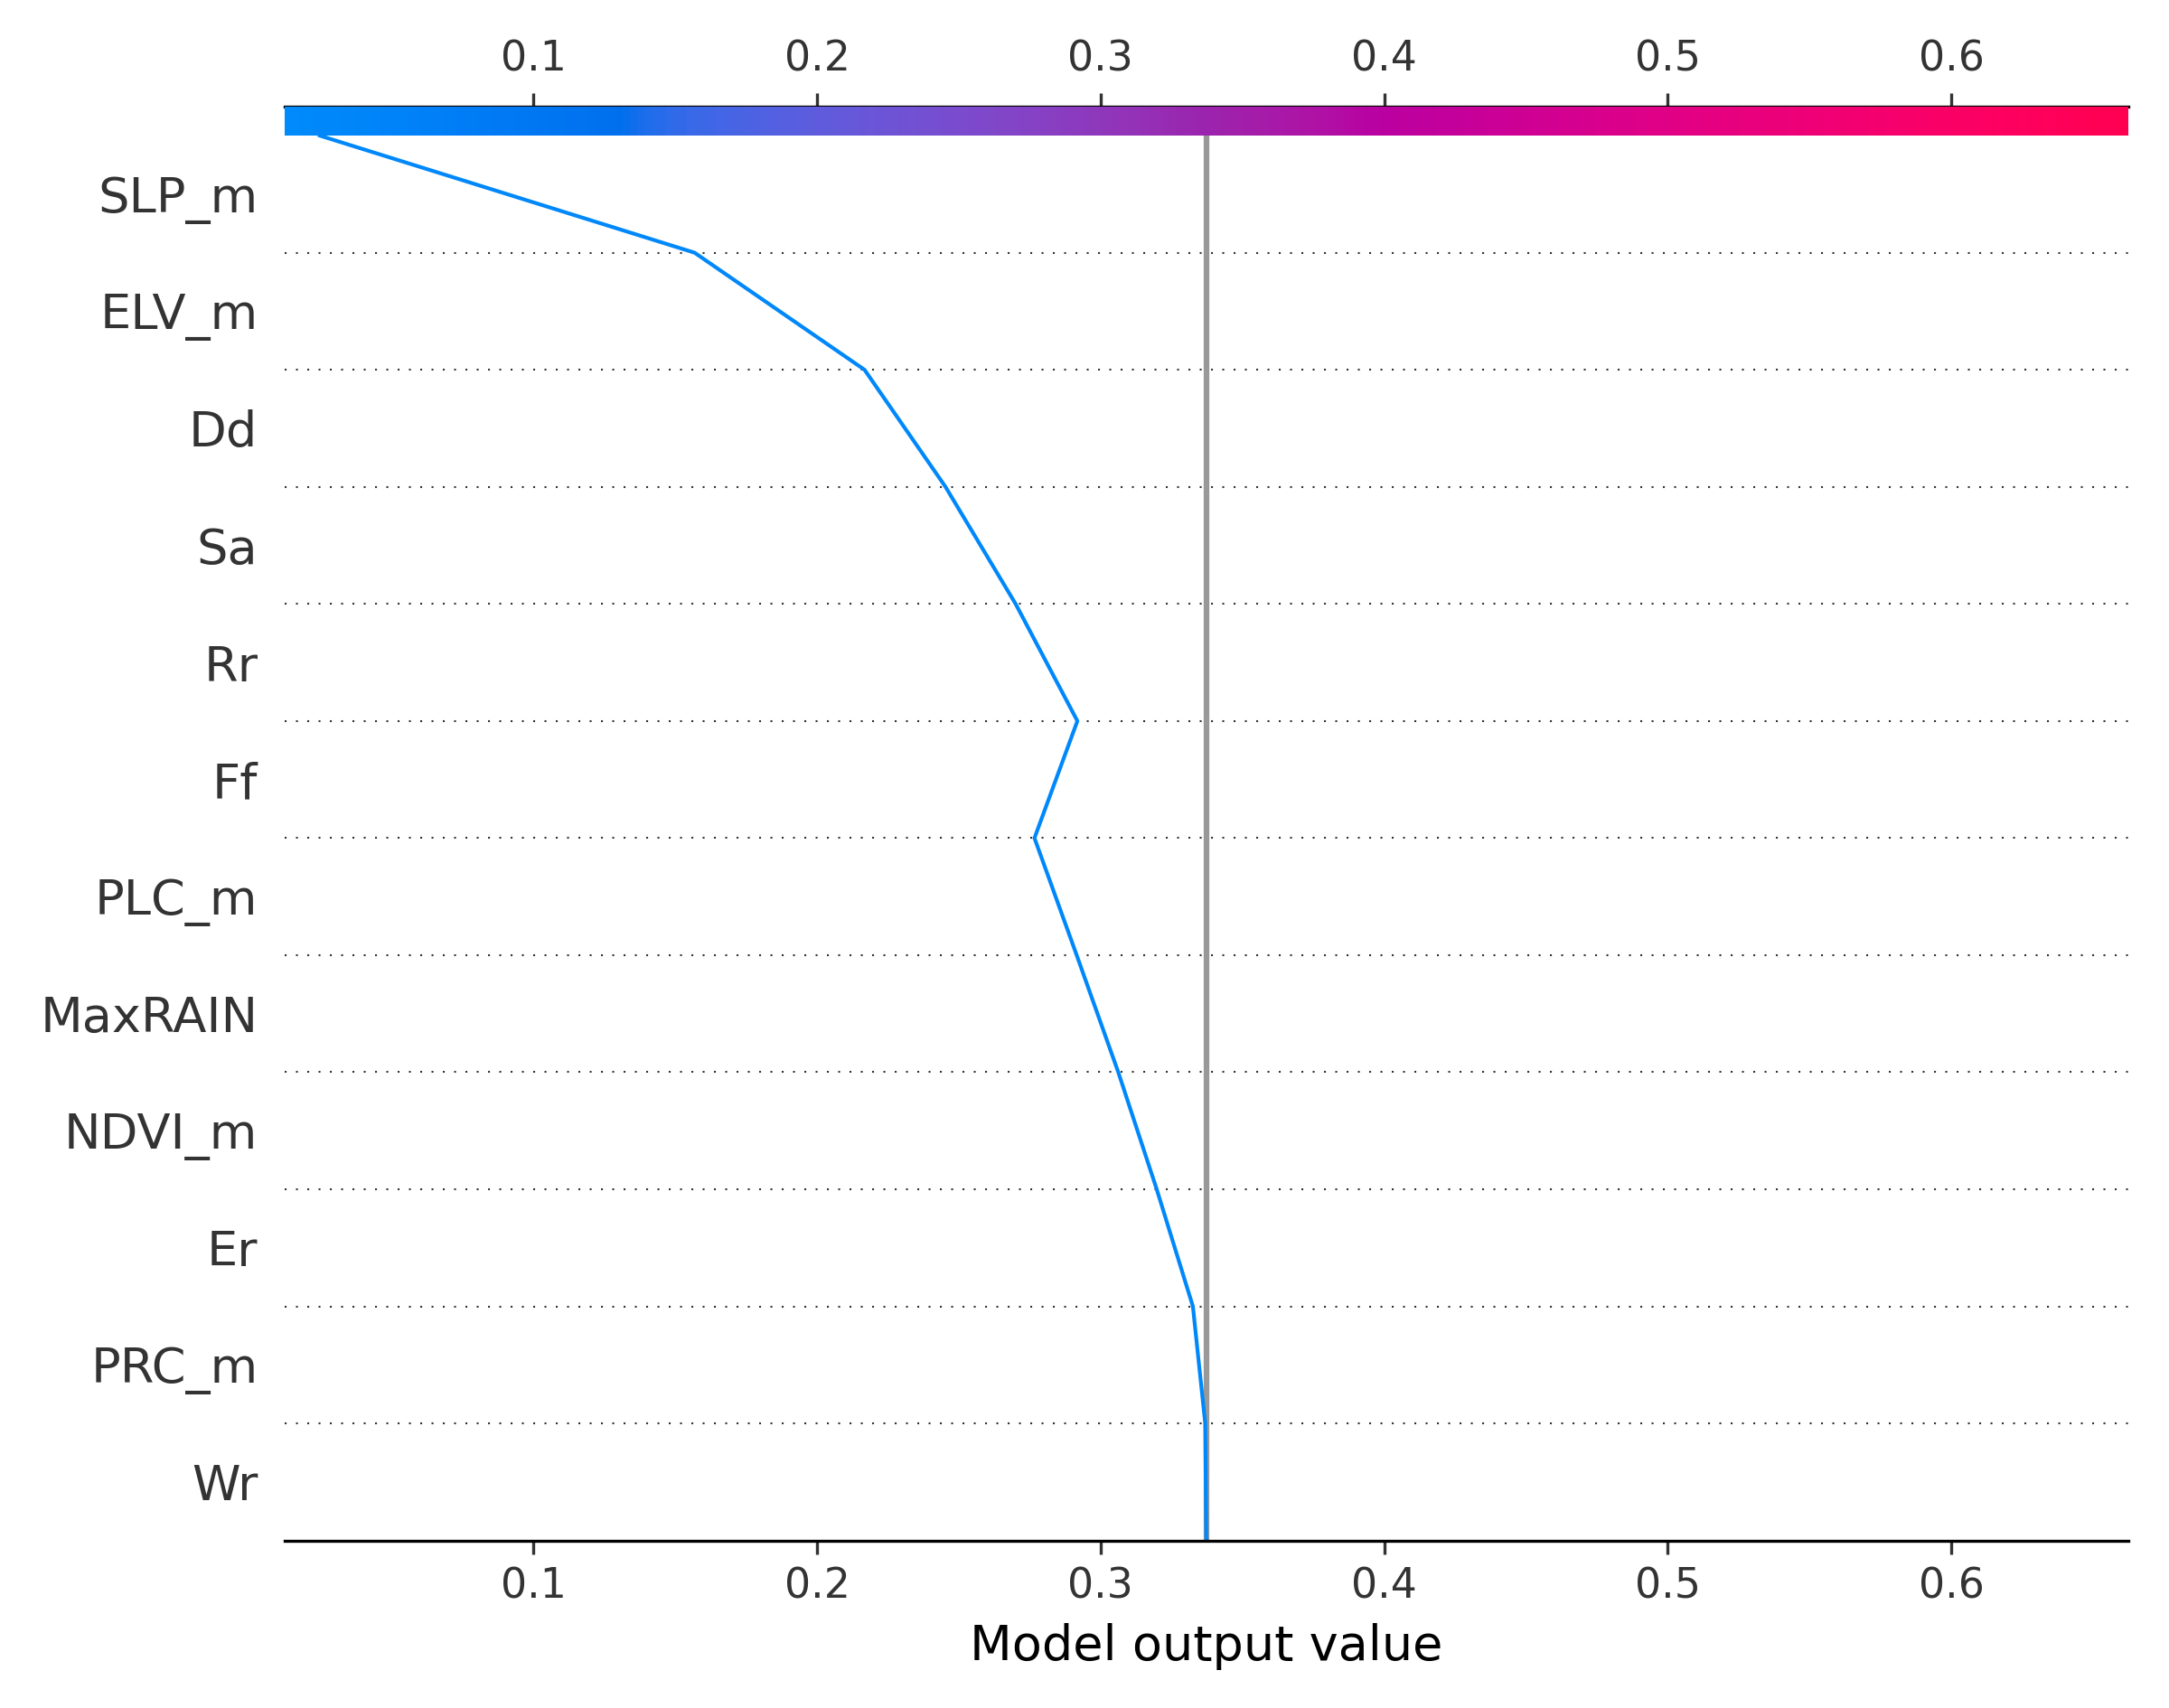 0.1 0.2 0.3 0.4 0.5 0.6
SLP_m
ELV_m
Dd
Sa
Rr
Ff
PLC_m
MaxRAIN
NDVI_m
Er
PRC_m
Wr
0.1 0.2 0.3 0.4 0.5 0.6
Model output value